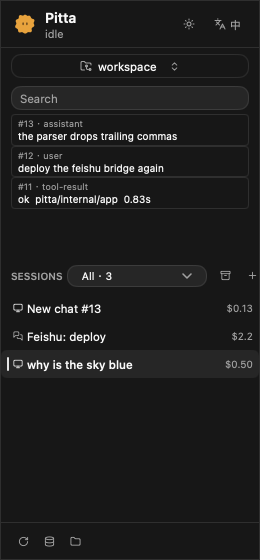 Pitta
idle
中
workspace
Search
#13 · assistant
the parser drops trailing commas
#12 · user
deploy the feishu bridge again
#11 · tool-result
ok pitta/internal/app 0.83s
SESSIONS All · 3
New chat #13 $0.13
Feishu: deploy $2.2
why is the sky blue $0.50